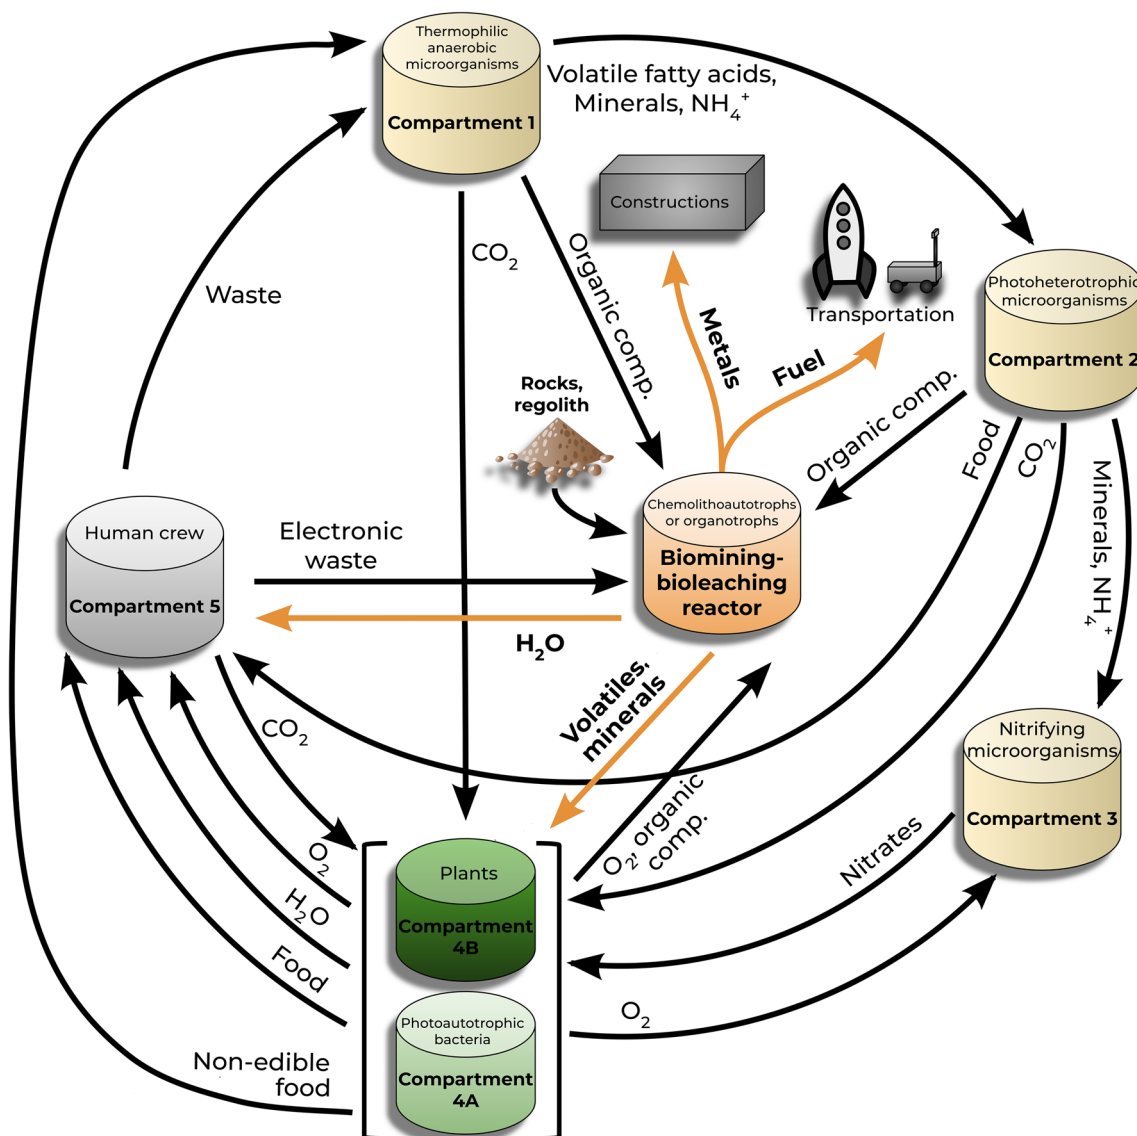 Thermophilic
anaerobic
microorganisms
Compartment 1
Volatile fatty acids,
Minerals, NH₄⁺
Constructions
CO₂
Organic comp.
Waste
Transportation
Photoheterotrophic
microorganisms
Compartment 2
Metals
Fuel
Rocks,
regolith
Organic comp.
Food
CO₂
Minerals, NH₄⁺
Chemolithoautotrophs
or organotrophs
Biomining-
bioleaching
reactor
Human crew
Compartment 5
Electronic
waste
H₂O
Volatiles,
minerals
CO₂
O₂, organic
comp.
Nitrifying
microorganisms
Compartment 3
O₂
H₂O
Food
Nitrates
Plants
Compartment
4B
O₂
Photoautotrophic
bacteria
Compartment
4A
Non-edible
food